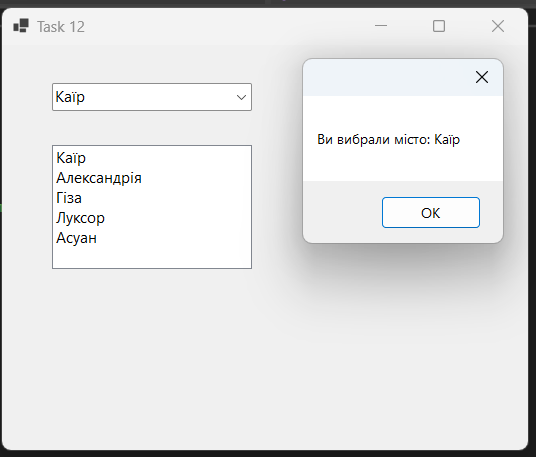 Task 12
Каїр
Каїр
Александрія
Гіза
Луксор
Асуан
Ви вибрали місто: Каїр
OK